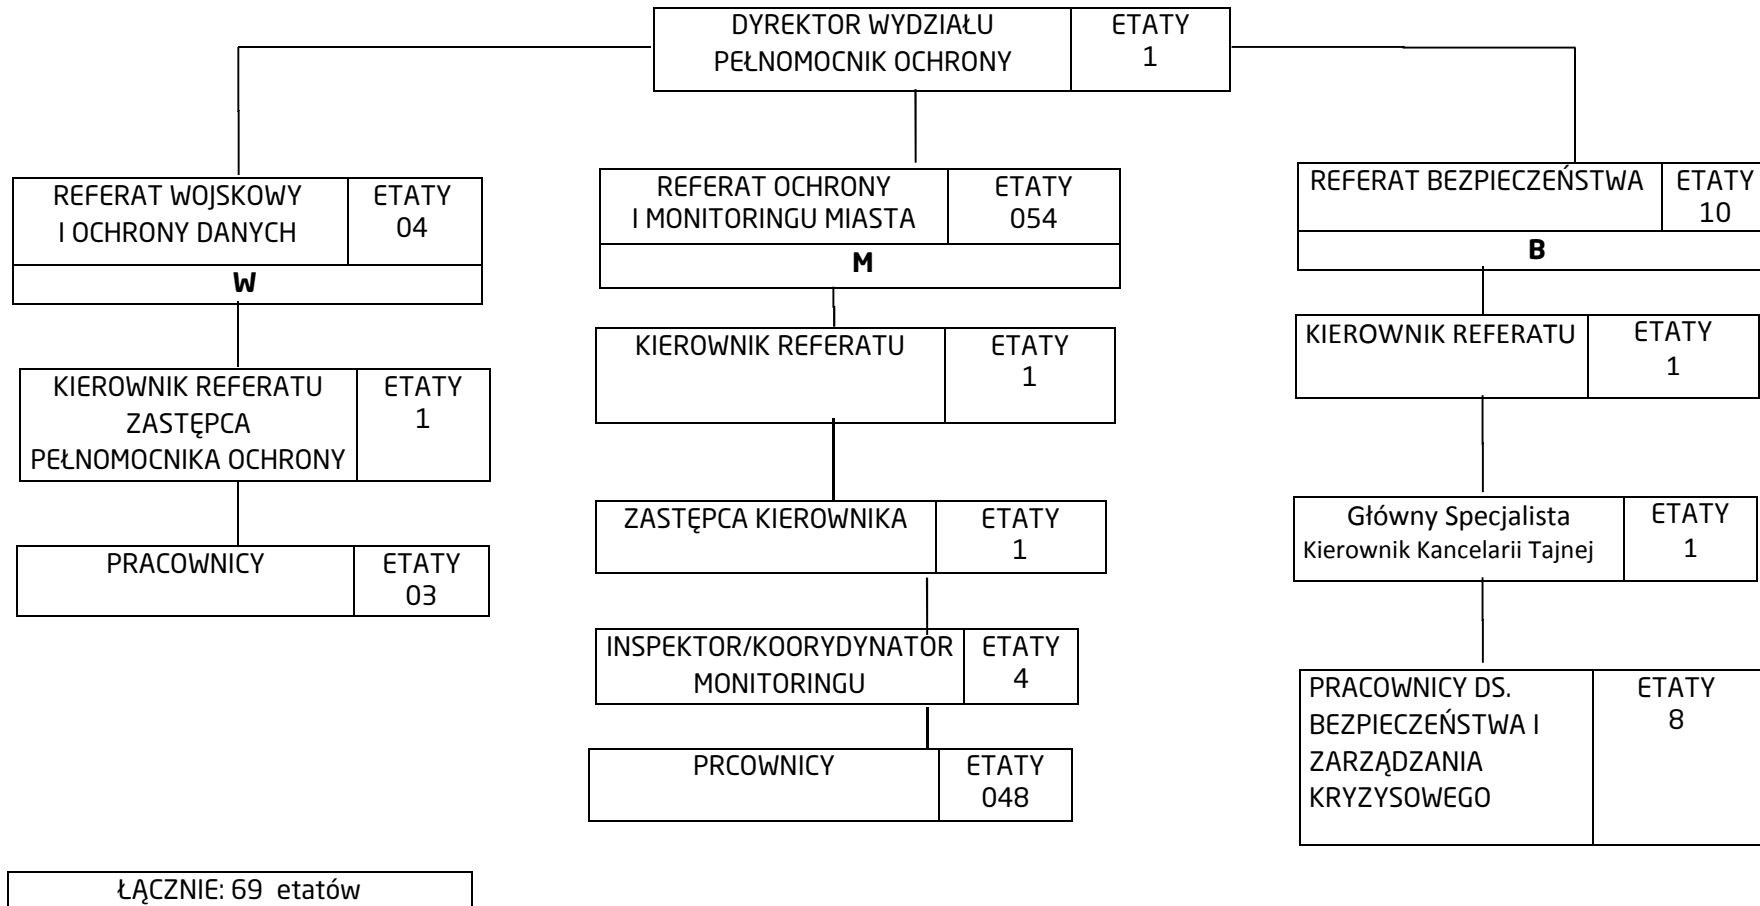 DYREKTOR WYDZIAŁU
PEŁNOMOCNIK OCHRONY
ETATY
1
REFERAT WOJSKOWY
I OCHRONY DANYCH
ETATY
04
W
KIEROWNIK REFERATU
ZASTĘPCA
PEŁNOMOCNIKA OCHRONY
ETATY
1
PRACOWNICY
ETATY
03
REFERAT OCHRONY
I MONITORINGU MIASTA
ETATY
054
M
KIEROWNIK REFERATU
ETATY
1
ZASTĘPCA KIEROWNIKA
ETATY
1
INSPEKTOR/KOORYDYNATOR
MONITORINGU
ETATY
4
PRCOWNICY
ETATY
048
REFERAT BEZPIECZEŃSTWA
ETATY
10
B
KIEROWNIK REFERATU
ETATY
1
Główny Specjalista
Kierownik Kancelarii Tajnej
ETATY
1
PRACOWNICY DS.
BEZPIECZEŃSTWA I
ZARZĄDZANIA
KRYZYSOWEGO
ETATY
8
ŁĄCZNIE: 69 etatów